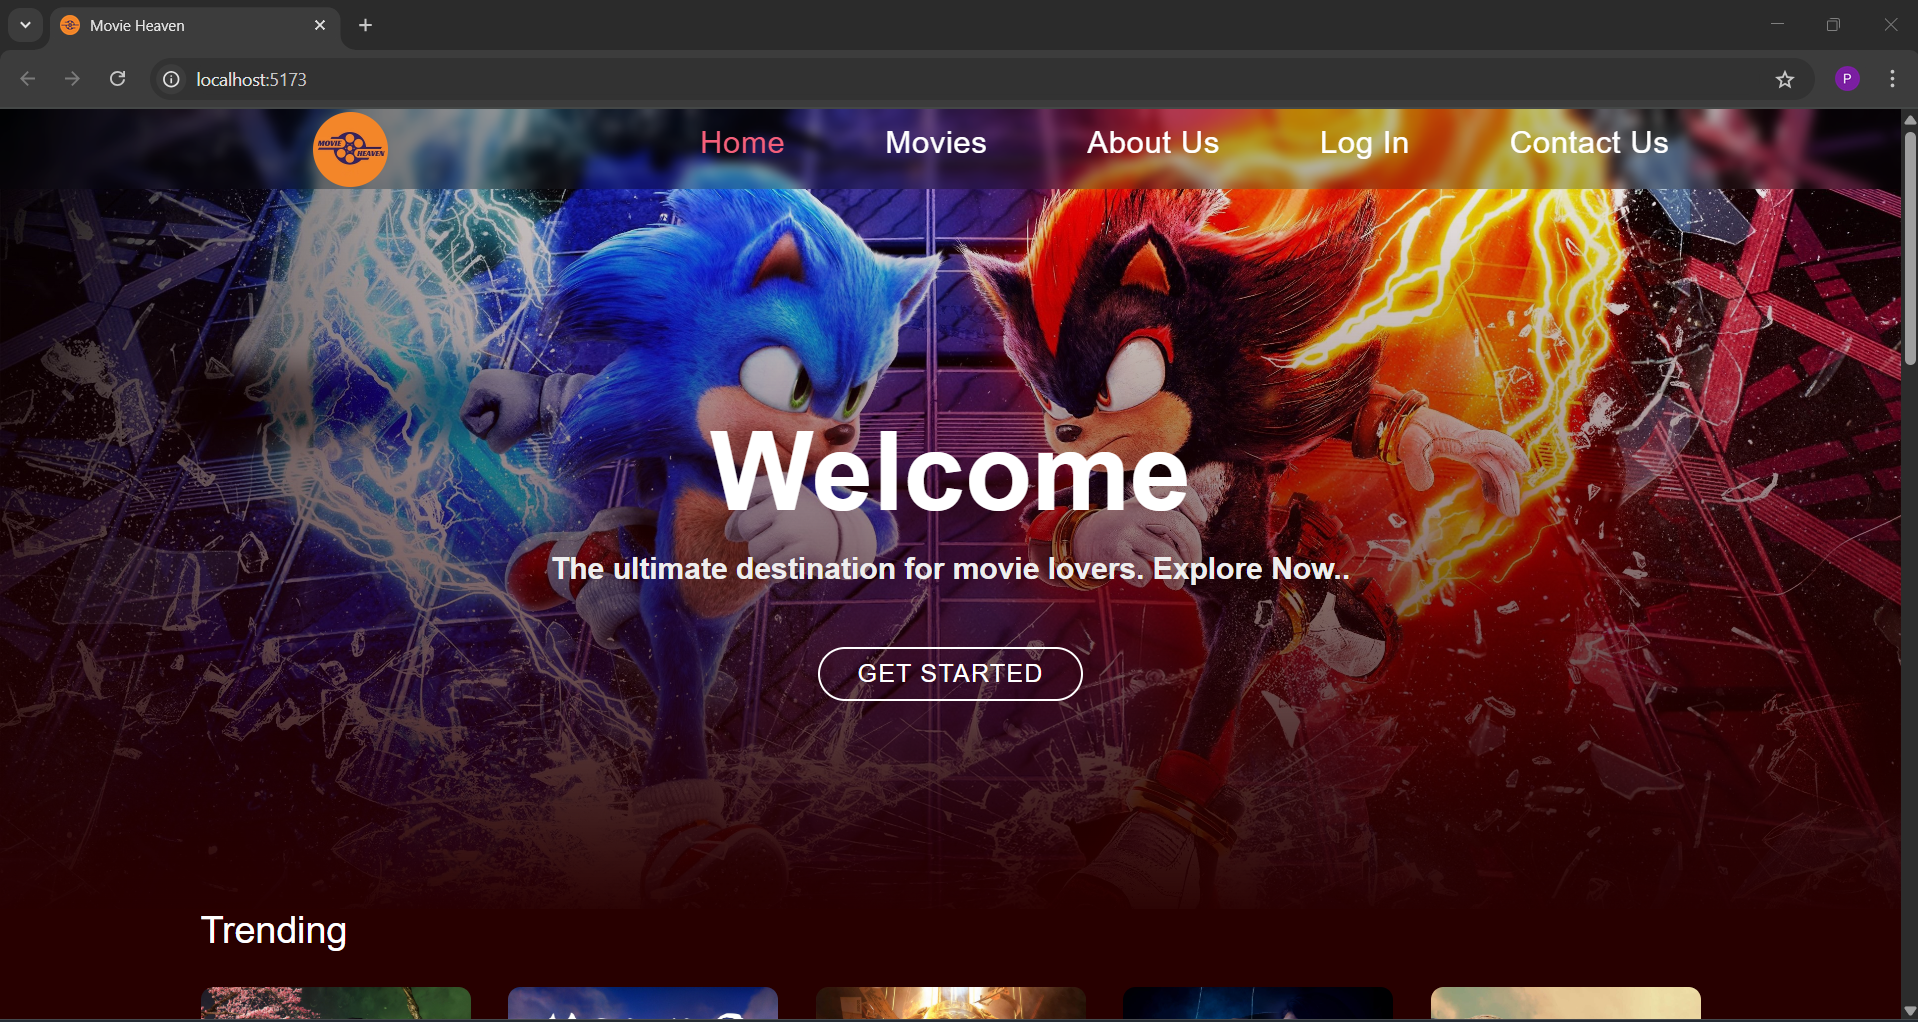 Movie Heaven
localhost:5173
P
MOVIE
HEAVEN
Home Movies About Us Log In Contact Us
Welcome
The ultimate destination for movie lovers. Explore Now..
GET STARTED
Trending